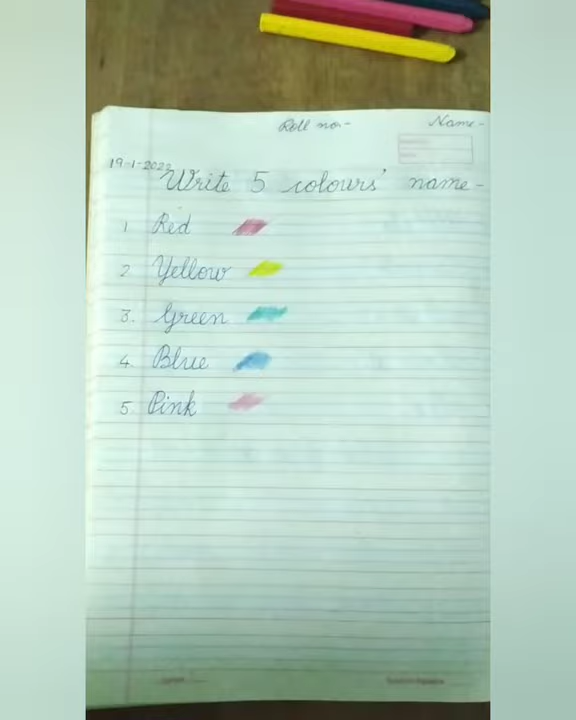 Roll no.- Name-
19-1-2022
Write 5 colours' name-
1 Red
2 Yellow
3. Green
4. Blue
5. Pink